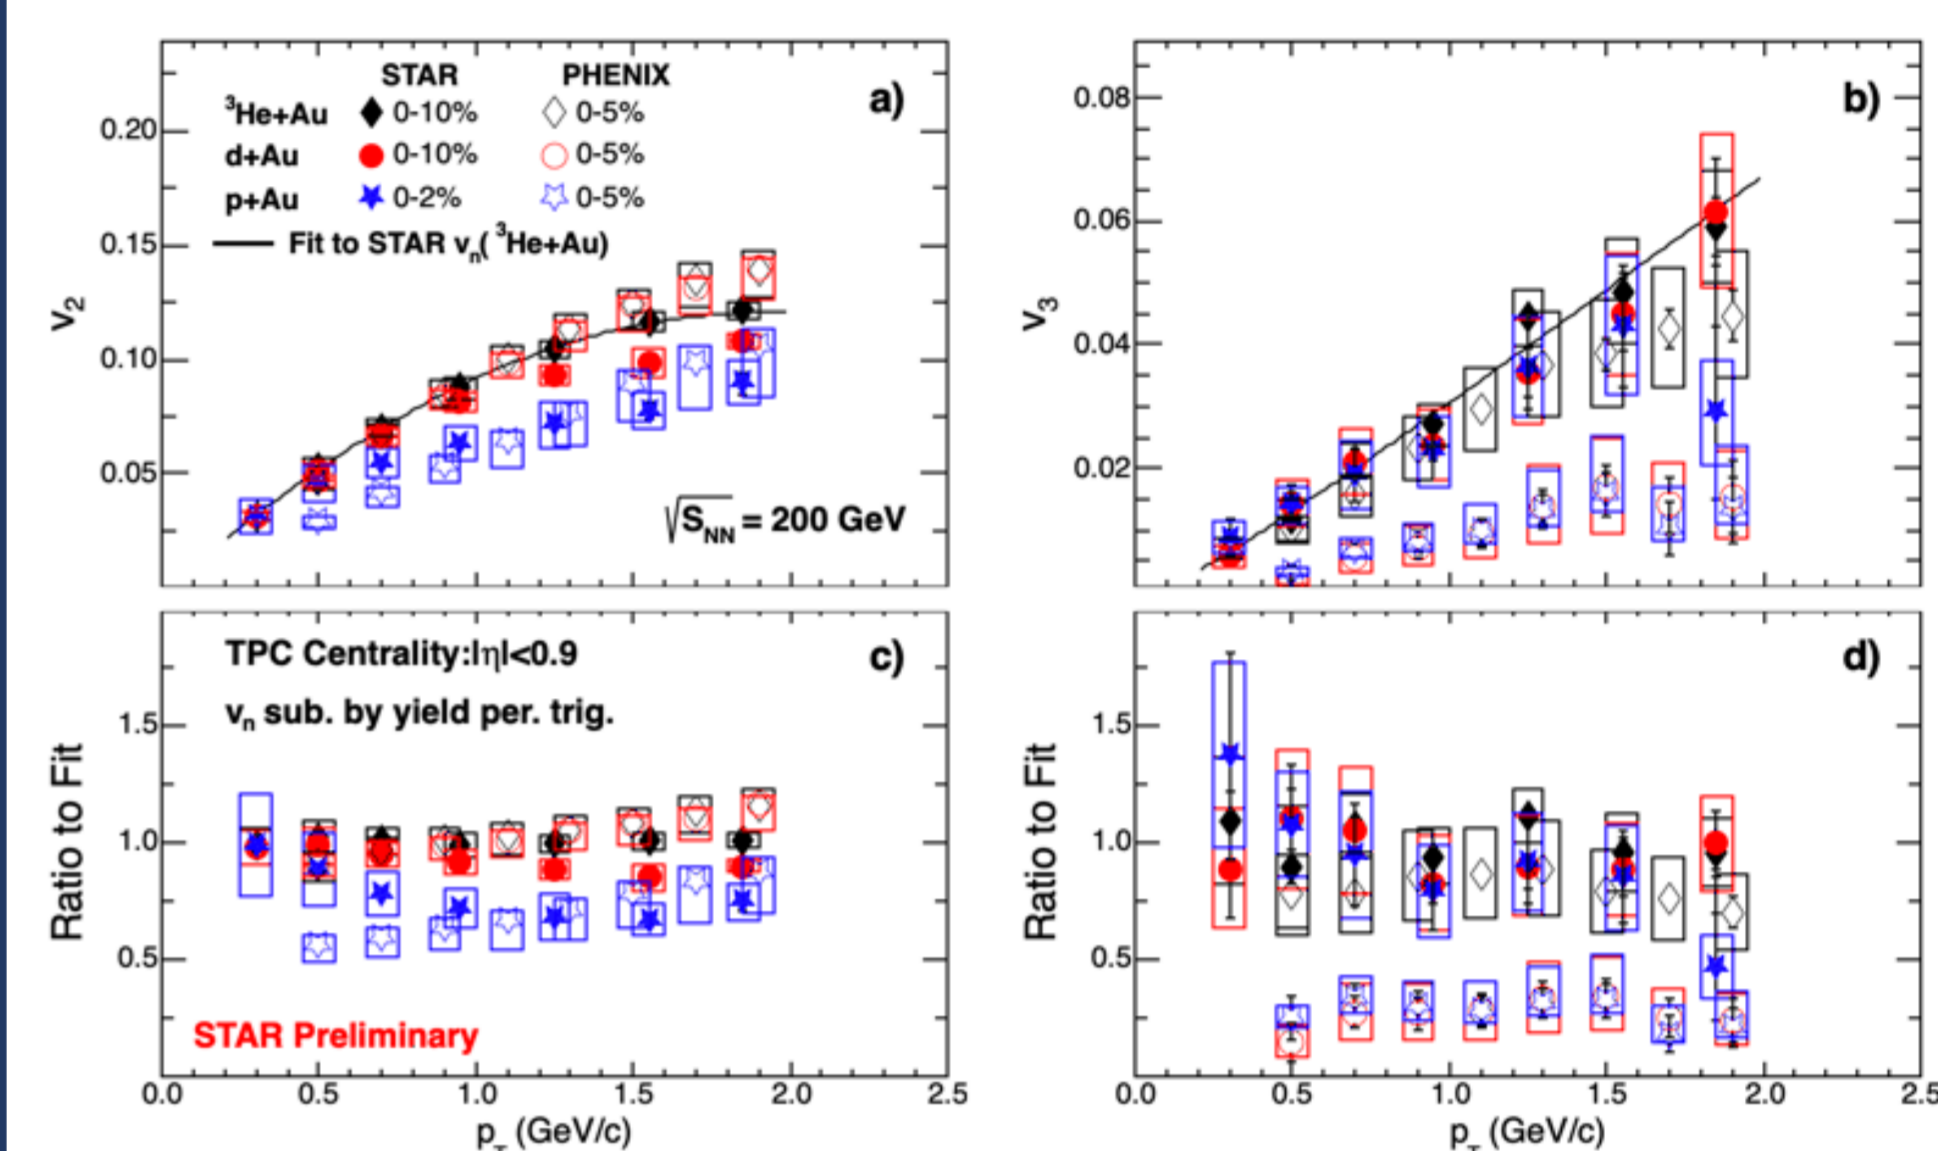 STAR PHENIX
³He+Au 0-10% 0-5%
d+Au 0-10% 0-5%
p+Au 0-2% 0-5%
Fit to STAR vₙ( ³He+Au)
a)
v₂
0.20
0.15
0.10
0.05
√S_NN = 200 GeV
b)
v₃
0.08
0.06
0.04
0.02
TPC Centrality:|η|<0.9
vₙ sub. by yield per. trig.
c)
Ratio to Fit
1.5
1.0
0.5
STAR Preliminary
0.0 0.5 1.0 1.5 2.0 2.5
p_T (GeV/c)
d)
Ratio to Fit
1.5
1.0
0.5
0.0 0.5 1.0 1.5 2.0 2.5
p_T (GeV/c)